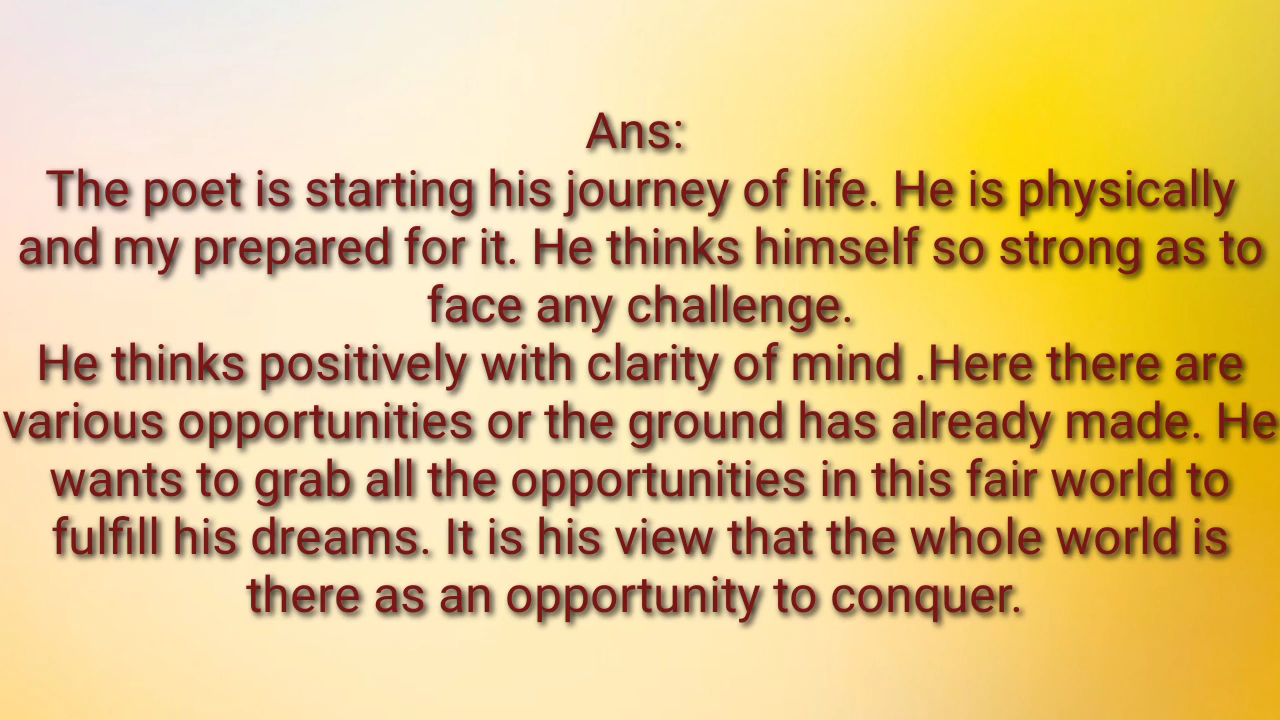 Ans:
The poet is starting his journey of life. He is physically
and my prepared for it. He thinks himself so strong as to
face any challenge.
He thinks positively with clarity of mind .Here there are
various opportunities or the ground has already made. He
wants to grab all the opportunities in this fair world to
fulfill his dreams. It is his view that the whole world is
there as an opportunity to conquer.